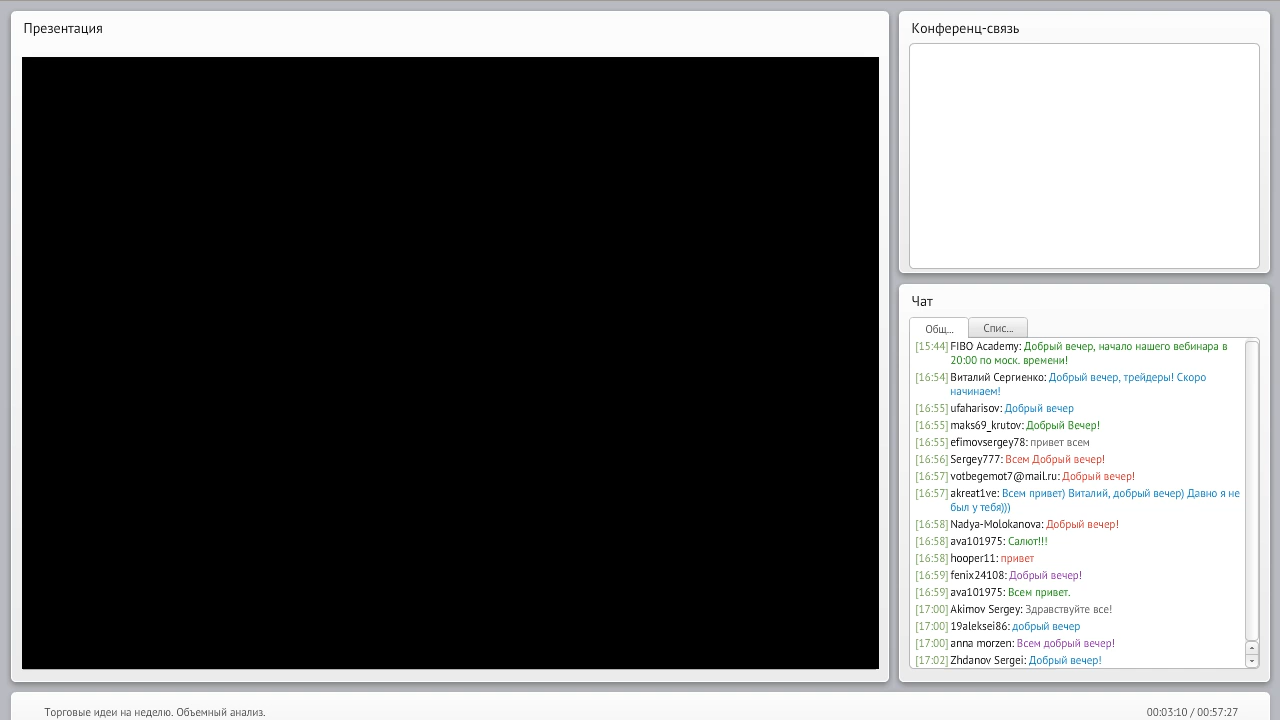 Презентация
Конференц-связь
Чат
Общ...
Спис...
[15:44] FIBO Academy: Добрый вечер, начало нашего вебинара в
20:00 по моск. времени!
[16:54] Виталий Сергиенко: Добрый вечер, трейдеры! Скоро
начинаем!
[16:55] ufaharisov: Добрый вечер
[16:55] maks69_krutov: Добрый Вечер!
[16:55] efimovsergey78: привет всем
[16:56] Sergey777: Всем Добрый вечер!
[16:57] votbegemot7@mail.ru: Добрый вечер!
[16:57] akreat1ve: Всем привет) Виталий, добрый вечер) Давно я не
был у тебя)))
[16:58] Nadya-Molokanova: Добрый вечер!
[16:58] ava101975: Салют!!!
[16:58] hooper11: привет
[16:59] fenix24108: Добрый вечер!
[16:59] ava101975: Всем привет.
[17:00] Akimov Sergey: Здравствуйте все!
[17:00] 19aleksei86: добрый вечер
[17:00] anna morzen: Всем добрый вечер!
[17:02] Zhdanov Sergei: Добрый вечер!
Торговые идеи на неделю. Объемный анализ.
00:03:10 / 00:57:27